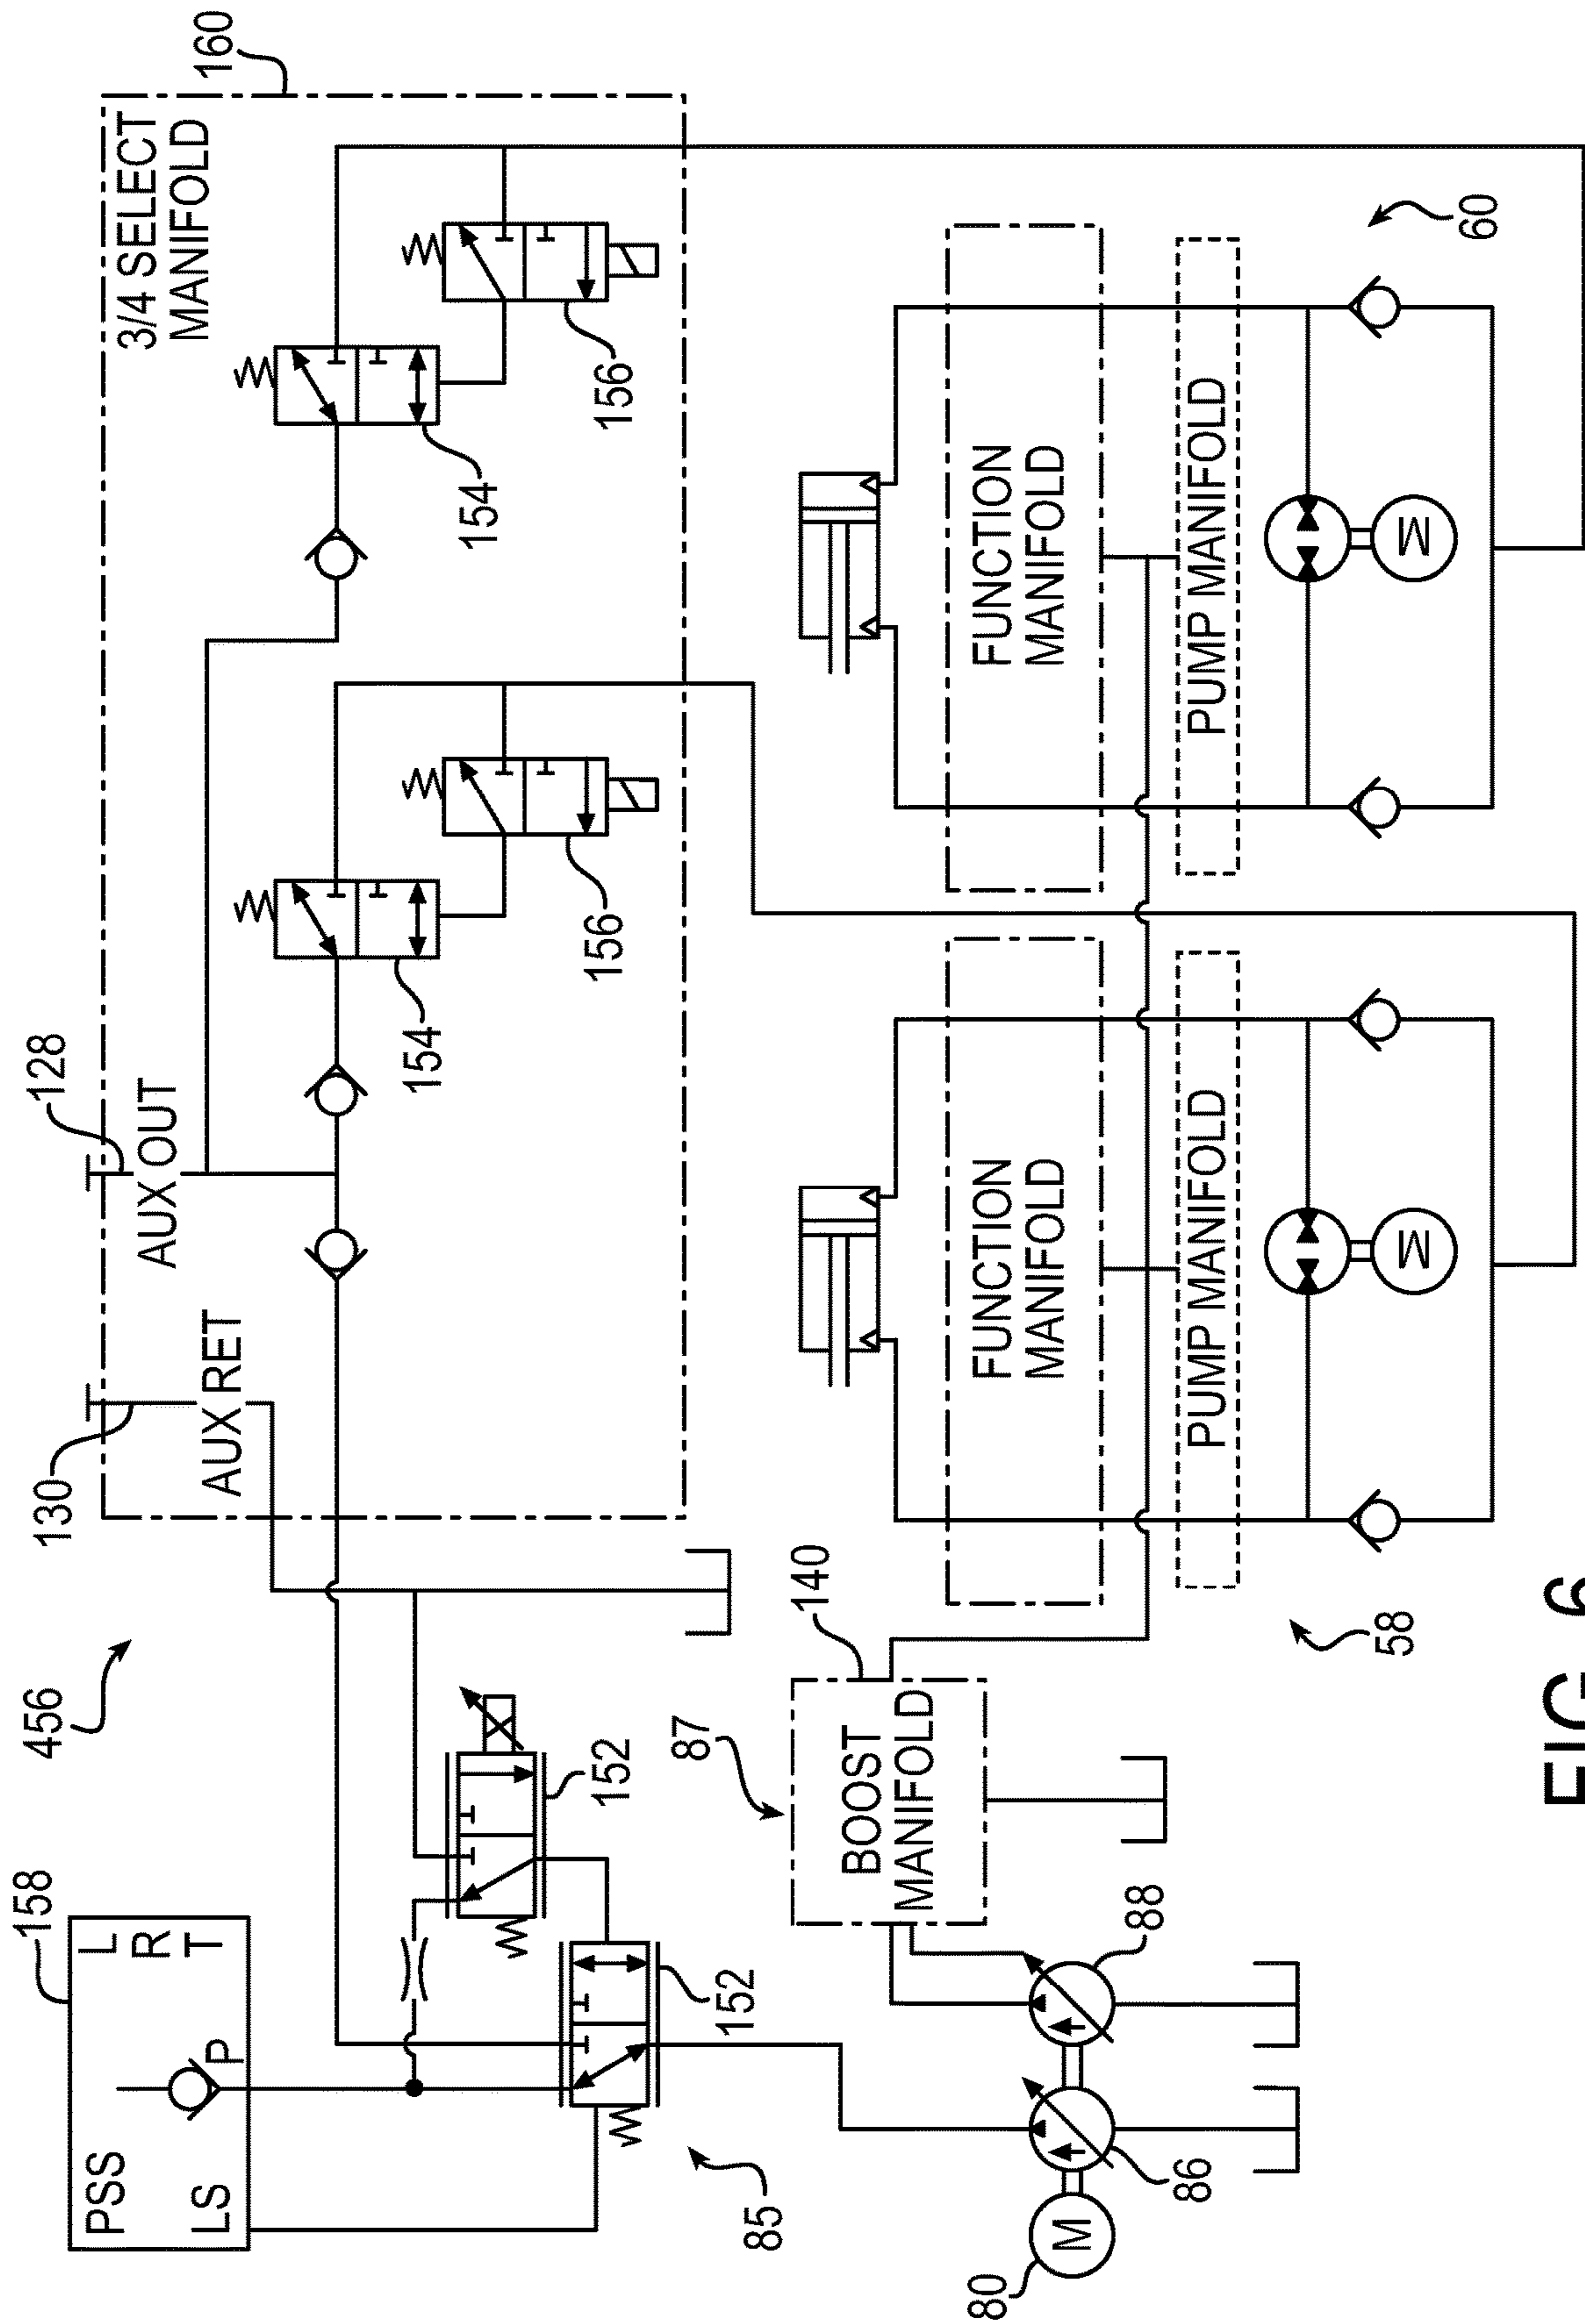 160
3/4 SELECT
MANIFOLD
156
154
156
154
128
AUX OUT
130
AUX RET
456
158
L
R
T
P
PSS
LS
152
152
85
87
140
BOOST
MANIFOLD
88
86
80
M
60
FUNCTION
MANIFOLD
PUMP MANIFOLD
M
58
FUNCTION
MANIFOLD
PUMP MANIFOLD
M
FIG. 6